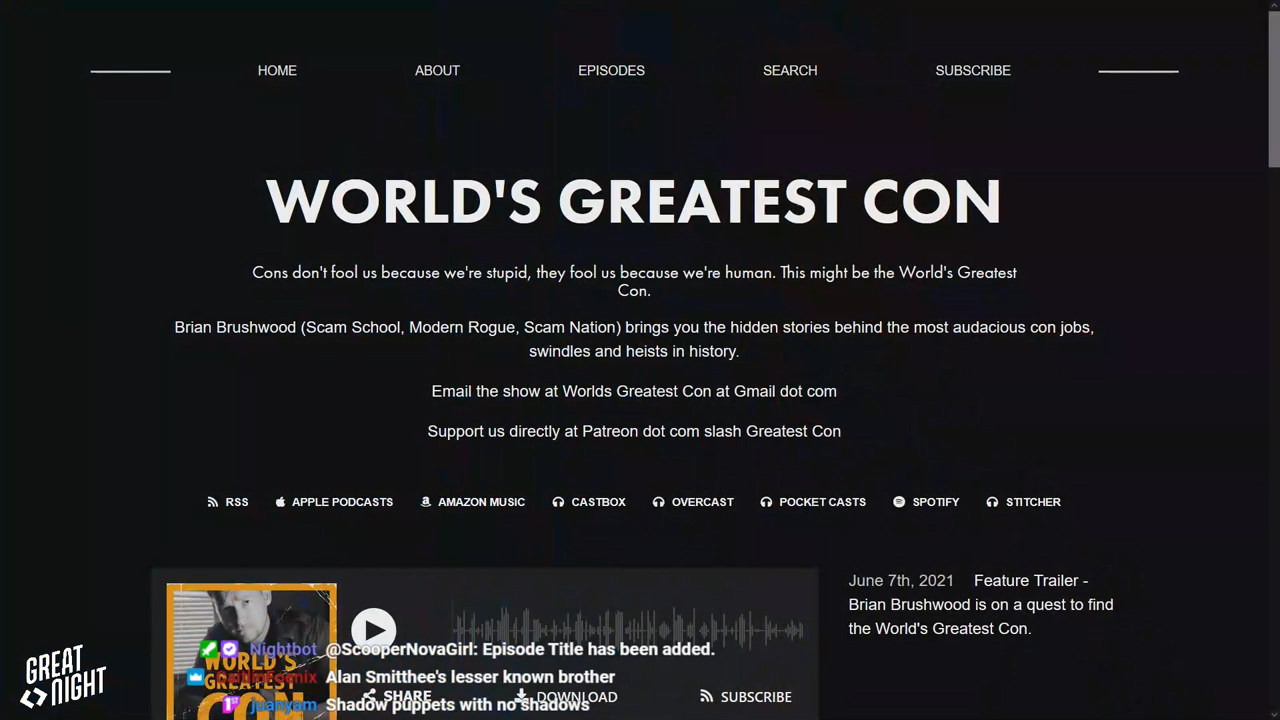 HOME ABOUT EPISODES SEARCH SUBSCRIBE
WORLD'S GREATEST CON
Cons don't fool us because we're stupid, they fool us because we're human. This might be the World's Greatest
Con.
Brian Brushwood (Scam School, Modern Rogue, Scam Nation) brings you the hidden stories behind the most audacious con jobs,
swindles and heists in history.
Email the show at Worlds Greatest Con at Gmail dot com
Support us directly at Patreon dot com slash Greatest Con
RSS APPLE PODCASTS AMAZON MUSIC CASTBOX OVERCAST POCKET CASTS SPOTIFY STITCHER
June 7th, 2021 Feature Trailer -
Brian Brushwood is on a quest to find
the World's Greatest Con.
WORLD'S
GREATEST
CON
Nightbot @ScooperNovaGirl: Episode Title has been added.
Alan Smithee's lesser known brother
SHARE DOWNLOAD SUBSCRIBE
1ST juanyam Shadow puppets with no shadows
GREAT
NIGHT